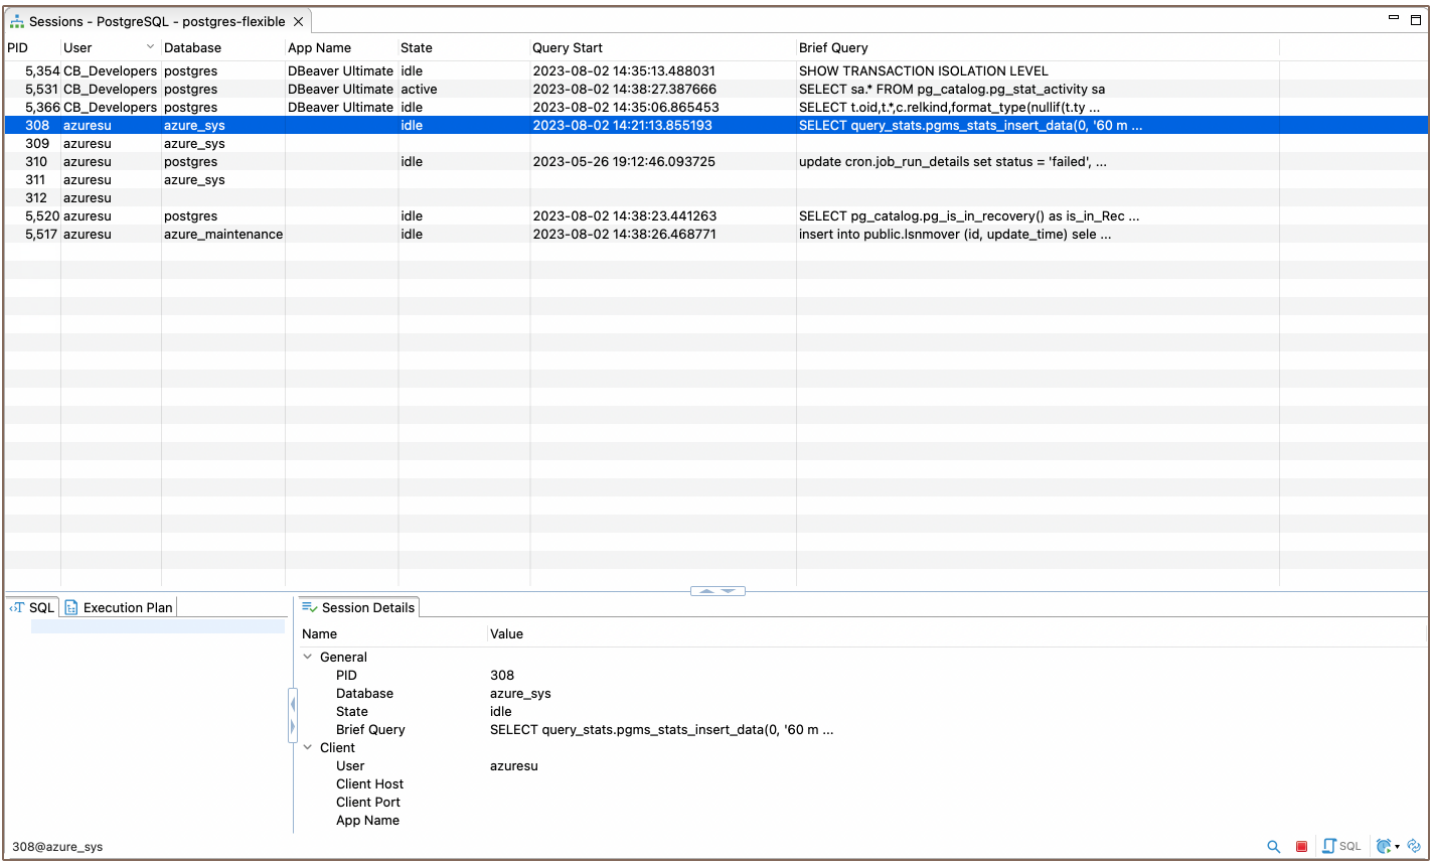 Sessions - PostgreSQL - postgres-flexible
PID User Database App Name State Query Start Brief Query
5,354 CB_Developers postgres DBeaver Ultimate idle 2023-08-02 14:35:13.488031 SHOW TRANSACTION ISOLATION LEVEL
5,531 CB_Developers postgres DBeaver Ultimate active 2023-08-02 14:38:27.387666 SELECT sa.* FROM pg_catalog.pg_stat_activity sa
5,366 CB_Developers postgres DBeaver Ultimate idle 2023-08-02 14:35:06.865453 SELECT t.oid,t.*,c.relkind,format_type(nullif(t.ty ...
308 azuresu azure_sys idle 2023-08-02 14:21:13.855193 SELECT query_stats.pgms_stats_insert_data(0, '60 m ...
309 azuresu azure_sys
310 azuresu postgres idle 2023-05-26 19:12:46.093725 update cron.job_run_details set status = 'failed', ...
311 azuresu azure_sys
312 azuresu
5,520 azuresu postgres idle 2023-08-02 14:38:23.441263 SELECT pg_catalog.pg_is_in_recovery() as is_in_Rec ...
5,517 azuresu azure_maintenance idle 2023-08-02 14:38:26.468771 insert into public.lsnmover (id, update_time) sele ...
SQL Execution Plan
Session Details
Name Value
General
PID 308
Database azure_sys
State idle
Brief Query SELECT query_stats.pgms_stats_insert_data(0, '60 m ...
Client
User azuresu
Client Host
Client Port
App Name
308@azure_sys
SQL